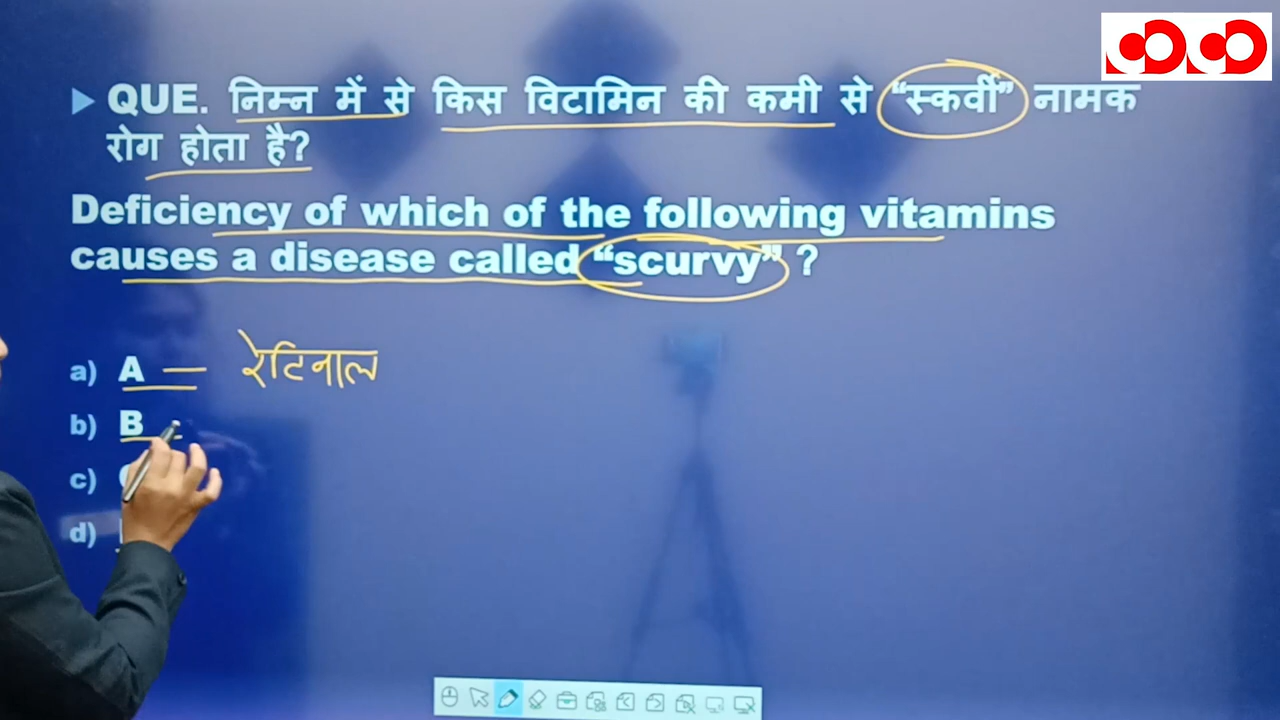 QUE. निम्न में से किस विटामिन की कमी से "स्कर्वी" नामक
रोग होता है?
Deficiency of which of the following vitamins
causes a disease called "scurvy" ?
a) A — रेटिनाल
b) B
c)
d)